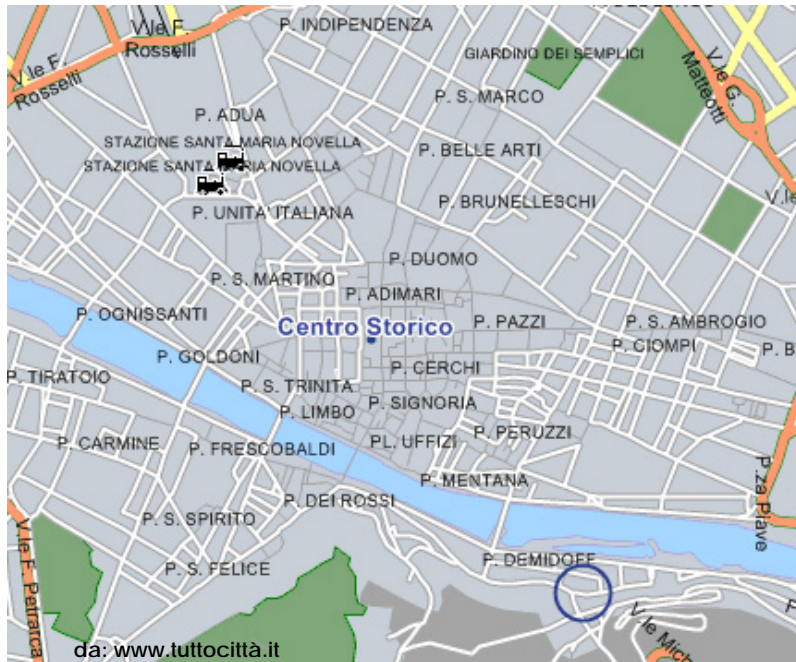 V.le F.
Rosselli
V.le F.
Rosselli
P. INDIPENDENZA
GIARDINO DEI SEMPLICI
V.le G.
Matteotti
P. S. MARCO
P. ADUA
STAZIONE SANTA MARIA NOVELLA
STAZIONE SANTA MARIA NOVELLA
P. BELLE ARTI
P. UNITA' ITALIANA
P. BRUNELLESCHI
V.le
P. DUOMO
P. S. MARTINO
P. ADIMARI
P. OGNISSANTI
Centro Storico
P. PAZZI
P. S. AMBROGIO
P. CIOMPI
P. B
P. GOLDONI
P. TIRATOIO
P. CERCHI
P. S. TRINITA
P. LIMBO
P. SIGNORIA
P. CARMINE
P. FRESCOBALDI
PL. UFFIZI
P. PERUZZI
P. MENTANA
P.za Piave
P. DEI ROSSI
P. S. SPIRITO
V.le F. Petrarca
P. S. FELICE
P. DEMIDOFF
V.le Mich
da: www.tuttocittà.it